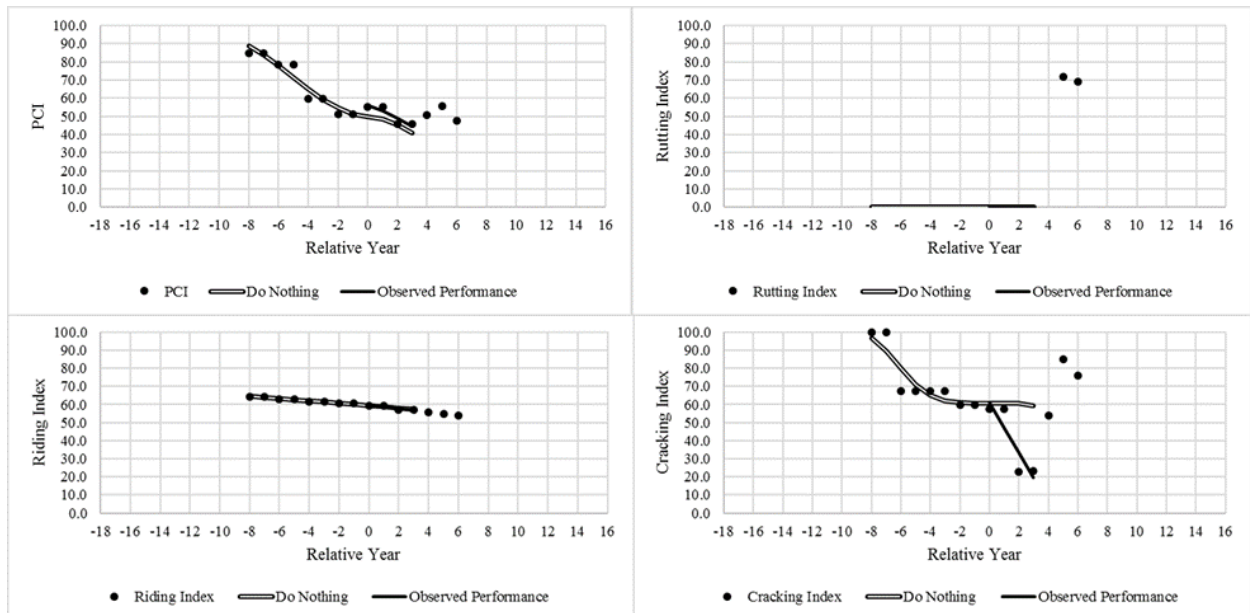 PCI
100.0
90.0
80.0
70.0
60.0
50.0
40.0
30.0
20.0
10.0
0.0
-18 -16 -14 -12 -10 -8 -6 -4 -2 0 2 4 6 8 10 12 14 16
Relative Year
PCI Do Nothing Observed Performance
Rutting Index
100.0
90.0
80.0
70.0
60.0
50.0
40.0
30.0
20.0
10.0
0.0
-18 -16 -14 -12 -10 -8 -6 -4 -2 0 2 4 6 8 10 12 14 16
Relative Year
Rutting Index Do Nothing Observed Performance
Riding Index
100.0
90.0
80.0
70.0
60.0
50.0
40.0
30.0
20.0
10.0
0.0
-18 -16 -14 -12 -10 -8 -6 -4 -2 0 2 4 6 8 10 12 14 16
Relative Year
Riding Index Do Nothing Observed Performance
Cracking Index
100.0
90.0
80.0
70.0
60.0
50.0
40.0
30.0
20.0
10.0
0.0
-18 -16 -14 -12 -10 -8 -6 -4 -2 0 2 4 6 8 10 12 14 16
Relative Year
Cracking Index Do Nothing Observed Performance